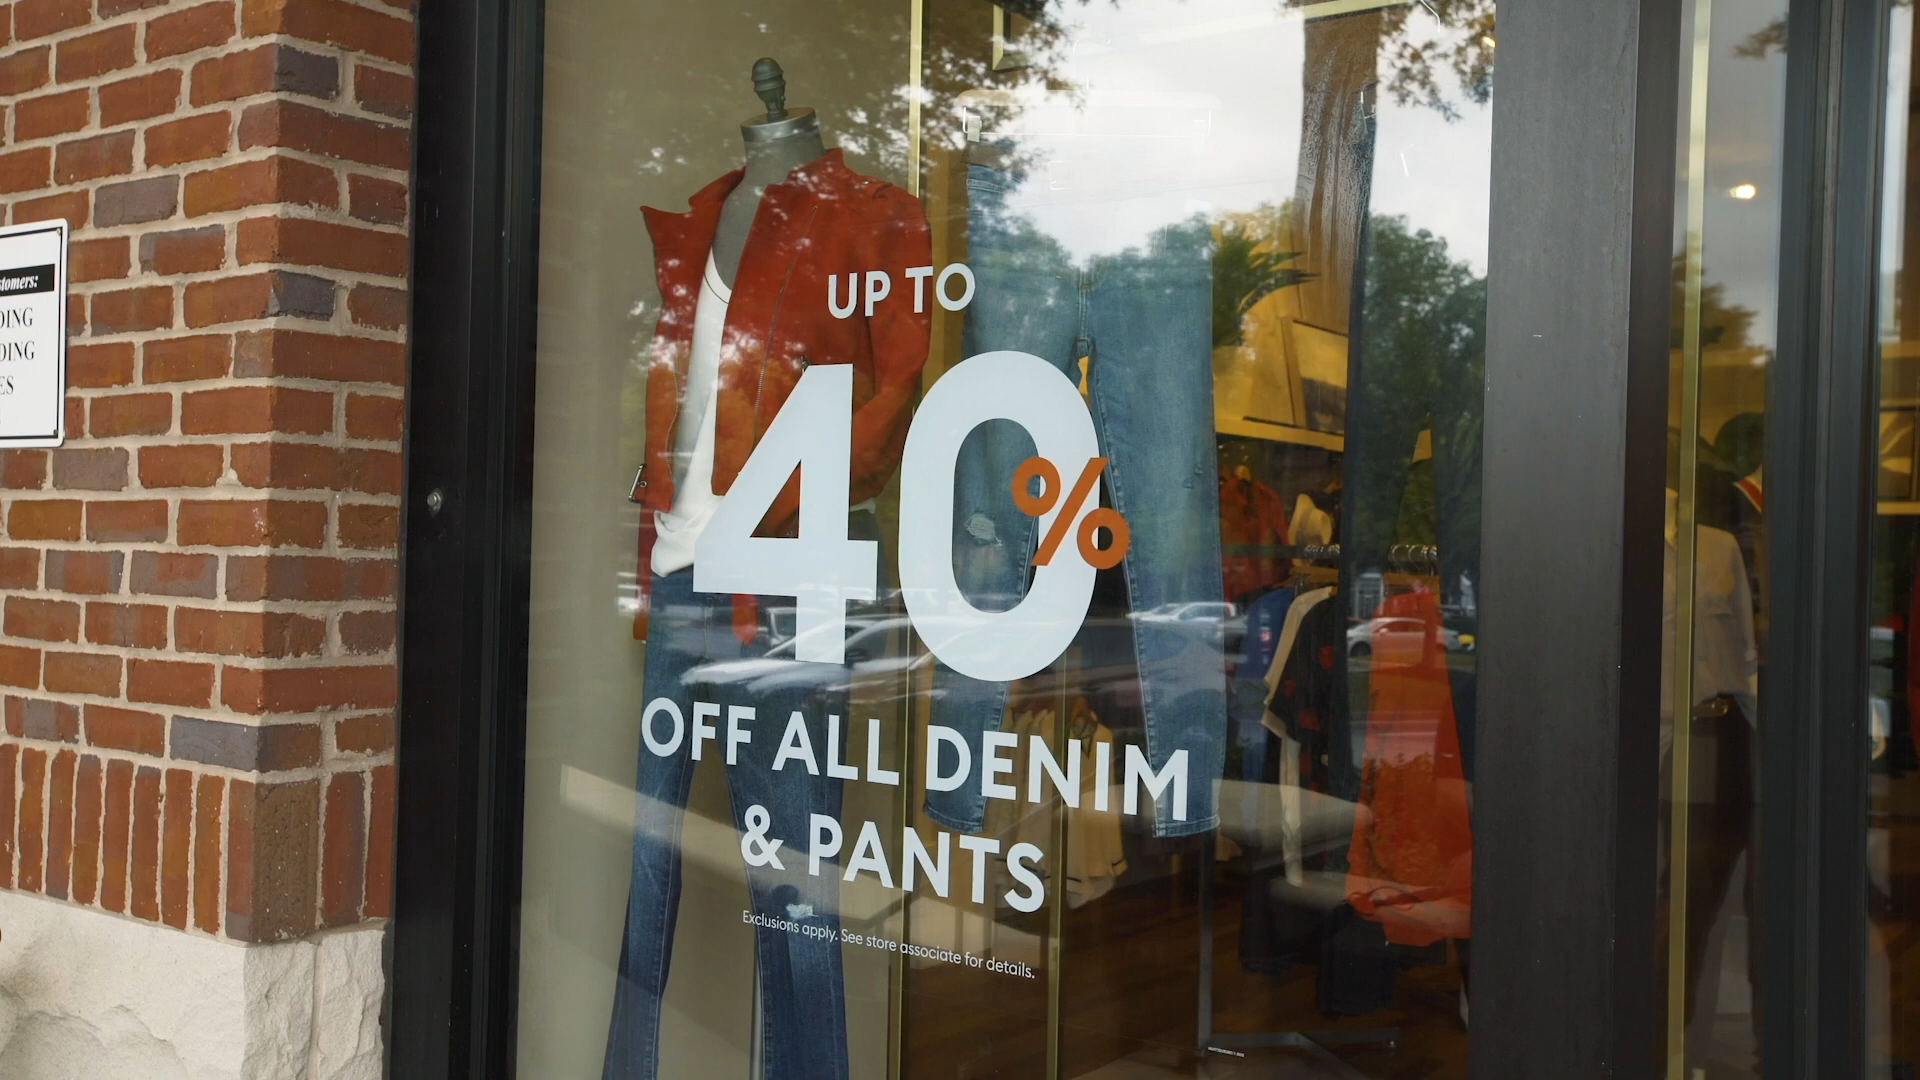 UP TO
40%
OFF ALL DENIM
& PANTS
Exclusions apply. See store associate for details.